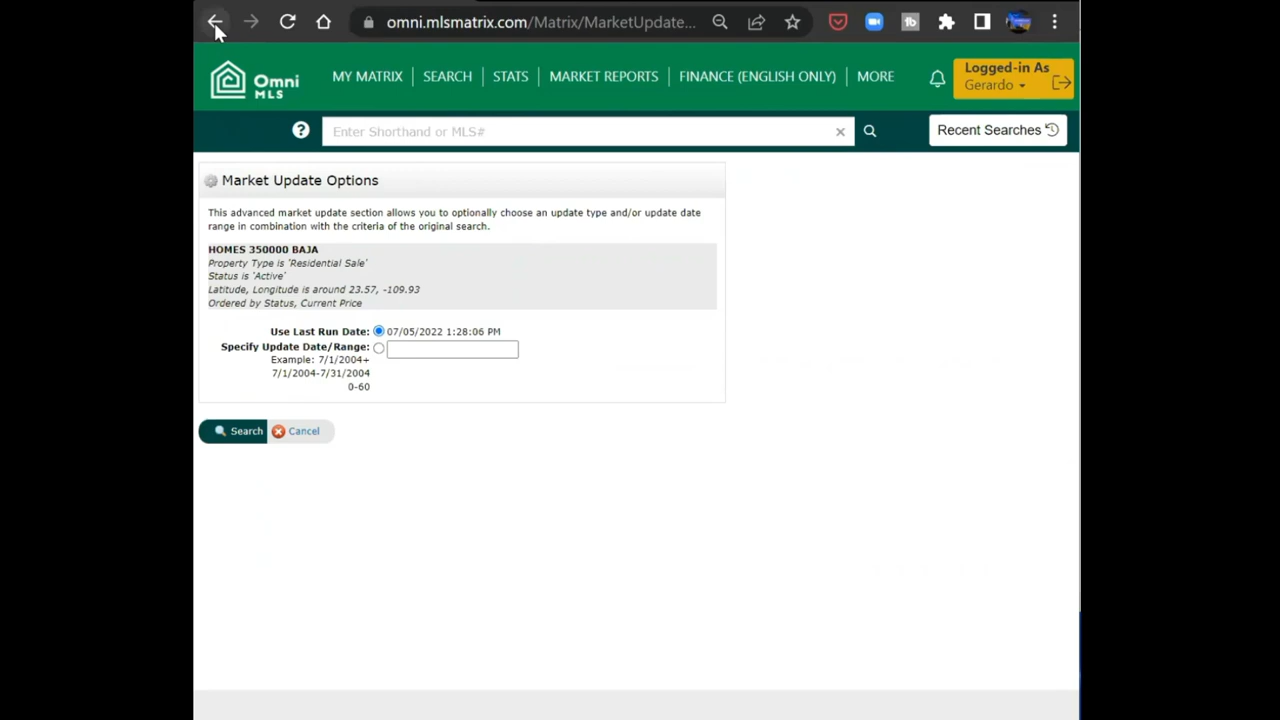 omni.mlsmatrix.com/Matrix/MarketUpdate...
fb
Omni
MLS
MY MATRIX
SEARCH
STATS
MARKET REPORTS
FINANCE (ENGLISH ONLY)
MORE
Logged-in As
Gerardo
?
Enter Shorthand or MLS#
Recent Searches
Market Update Options
This advanced market update section allows you to optionally choose an update type and/or update date
range in combination with the criteria of the original search.
HOMES 350000 BAJA
Property Type is 'Residential Sale'
Status is 'Active'
Latitude, Longitude is around 23.57, -109.93
Ordered by Status, Current Price
Use Last Run Date: 07/05/2022 1:28:06 PM
Specify Update Date/Range:
Example: 7/1/2004+
7/1/2004-7/31/2004
0-60
Search
Cancel